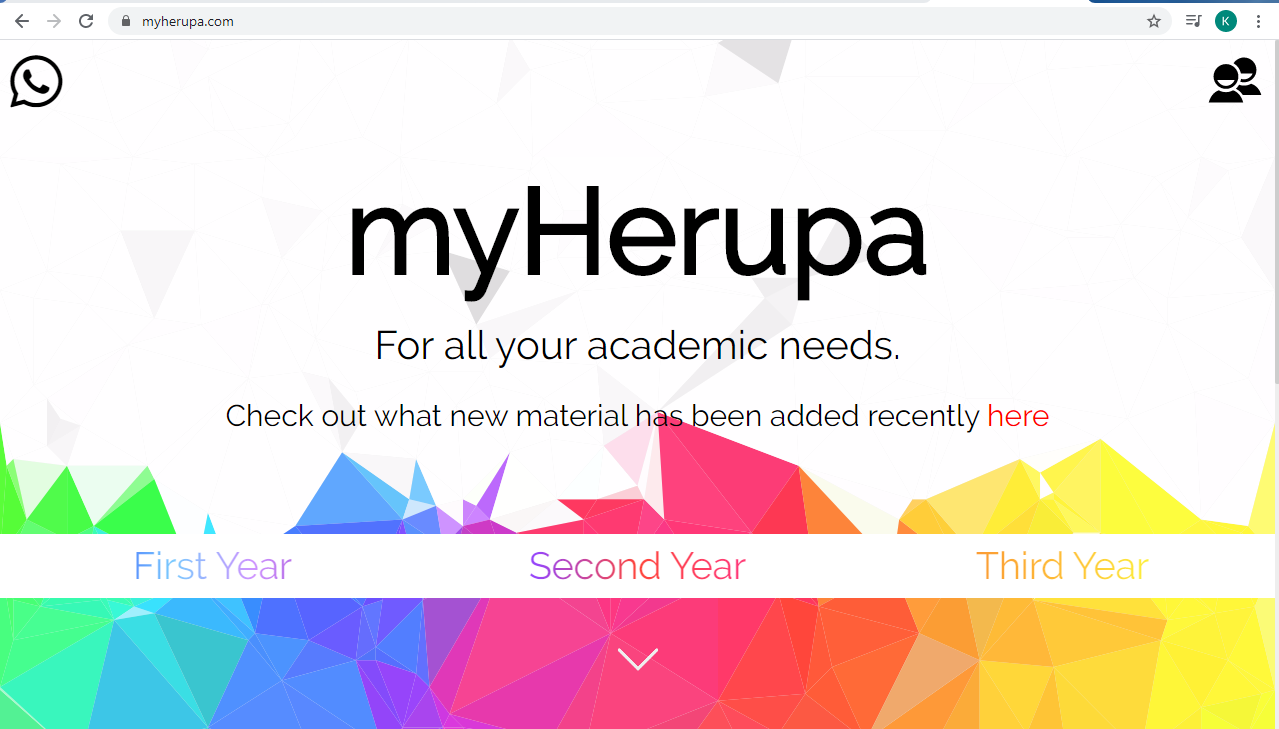 myherupa.com
K
myHerupa
For all your academic needs.
Check out what new material has been added recently here
First Year
Second Year
Third Year